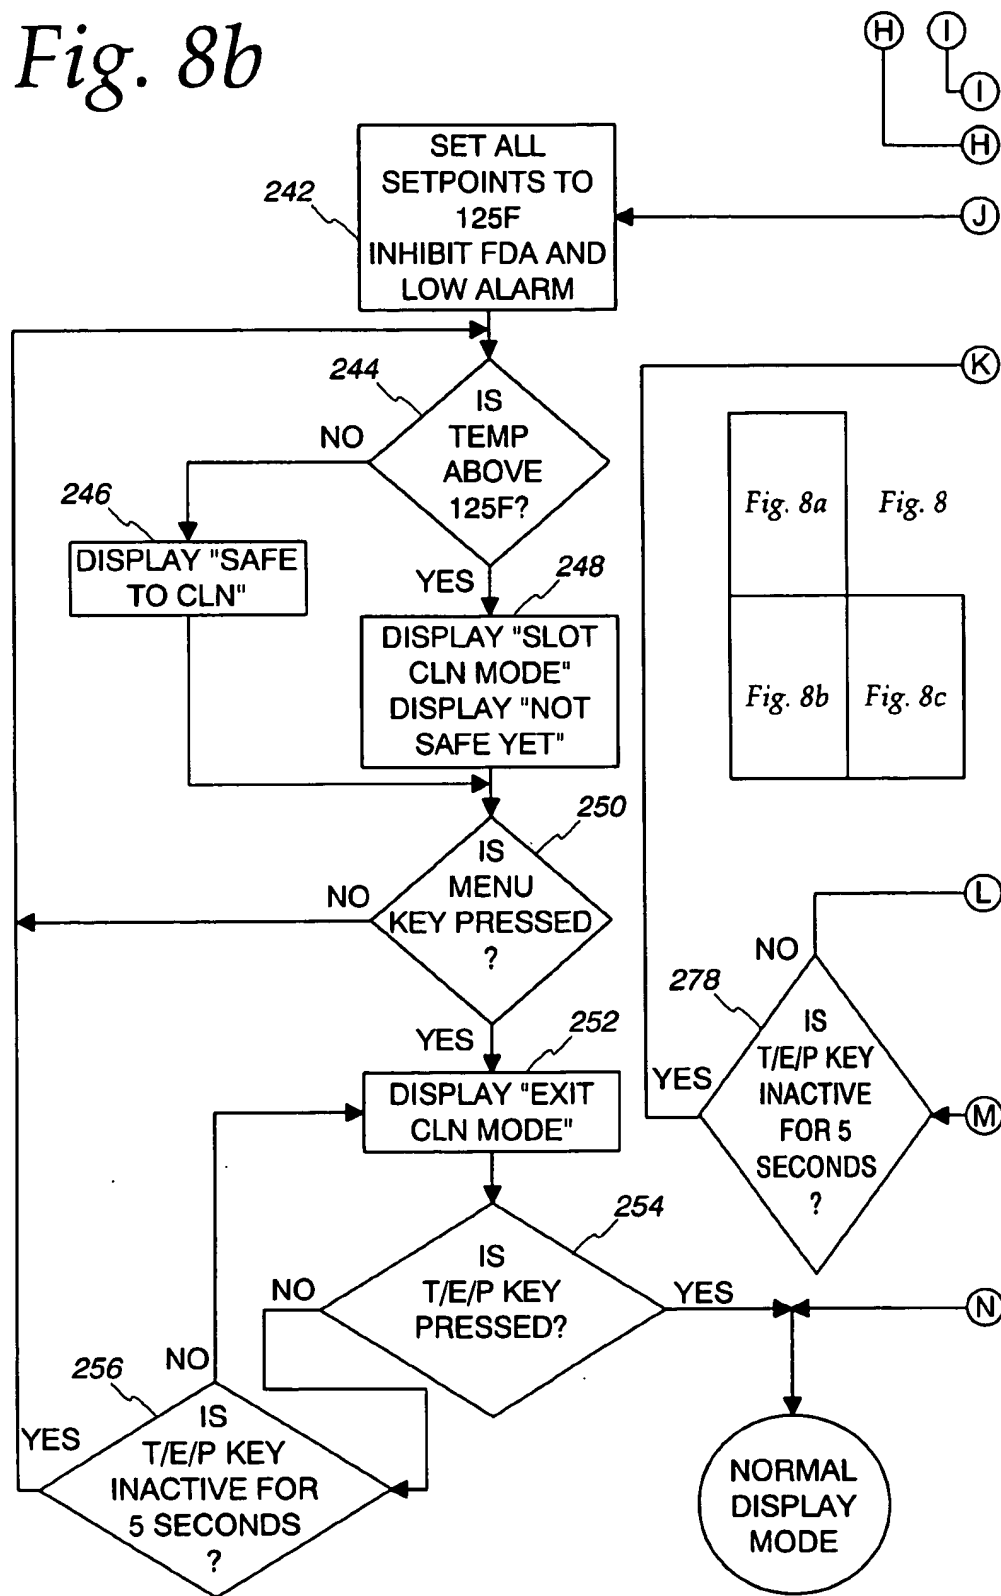 Fig. 8b
H
I
I
H
SET ALL
SETPOINTS TO
125F
INHIBIT FDA AND
LOW ALARM
242
J
244
IS
TEMP
ABOVE
125F?
NO
K
246
DISPLAY "SAFE
TO CLN"
YES
248
DISPLAY "SLOT
CLN MODE"
DISPLAY "NOT
SAFE YET"
Fig. 8a
Fig. 8
Fig. 8b
Fig. 8c
250
IS
MENU
KEY PRESSED
?
NO
L
NO
278
IS
T/E/P KEY
INACTIVE
FOR 5
SECONDS
?
YES
M
YES
252
DISPLAY "EXIT
CLN MODE"
254
IS
T/E/P KEY
PRESSED?
NO
YES
N
NO
256
IS
T/E/P KEY
INACTIVE FOR
5 SECONDS
?
YES
NORMAL
DISPLAY
MODE